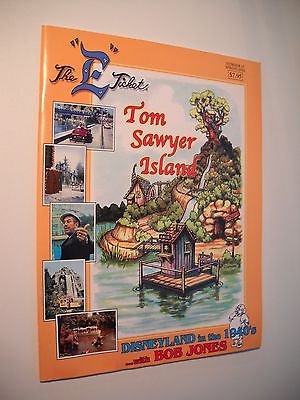 The "E" Ticket
$7.95
Tom
Sawyer
Island
DISNEYLAND in the 1940's
...with BOB JONES